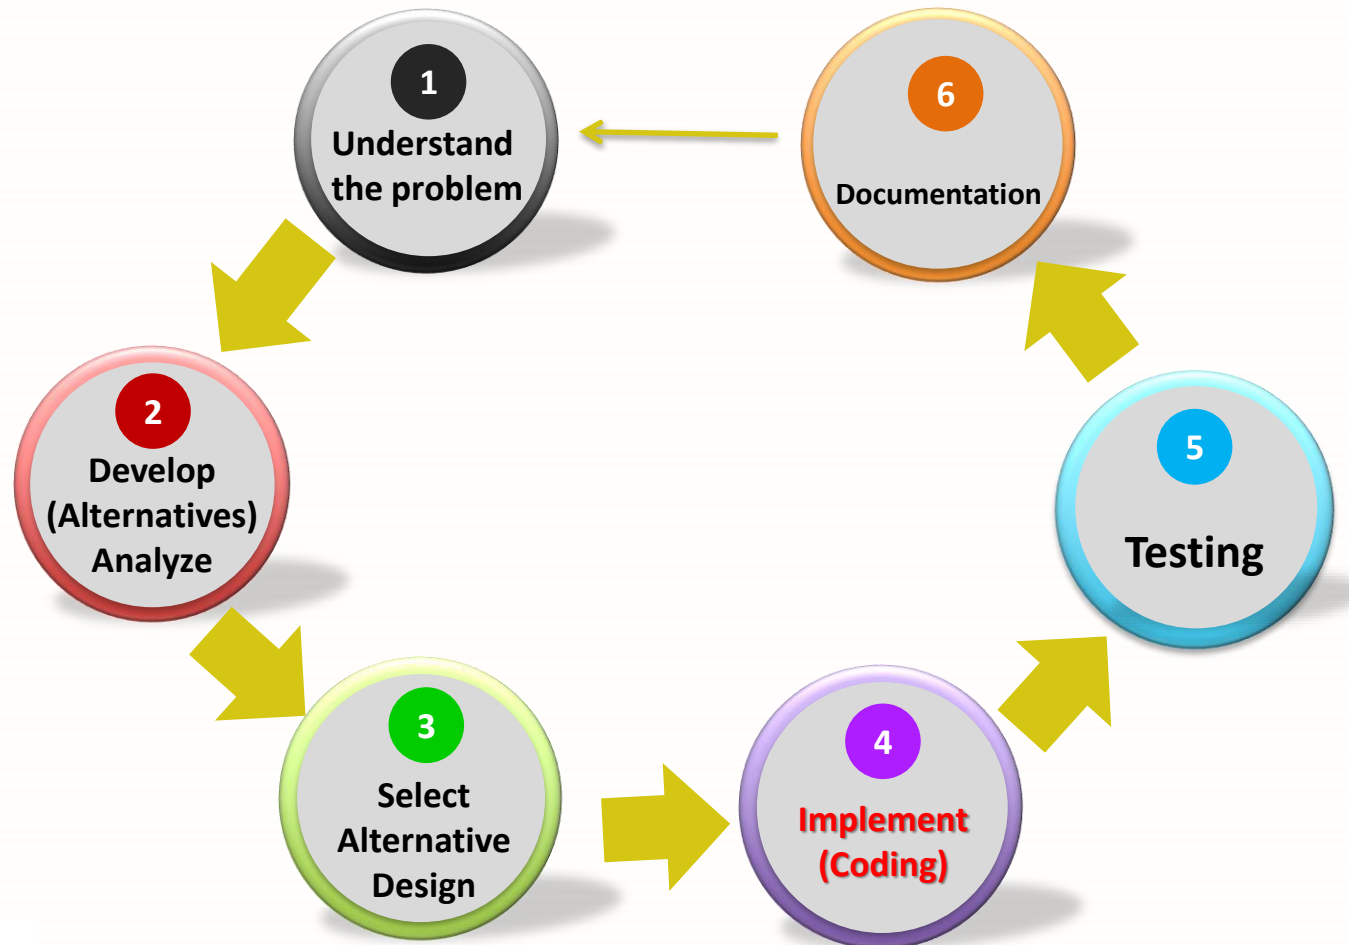 1
Understand
the problem
2
Develop
(Alternatives)
Analyze
3
Select
Alternative
Design
4
Implement
(Coding)
5
Testing
6
Documentation